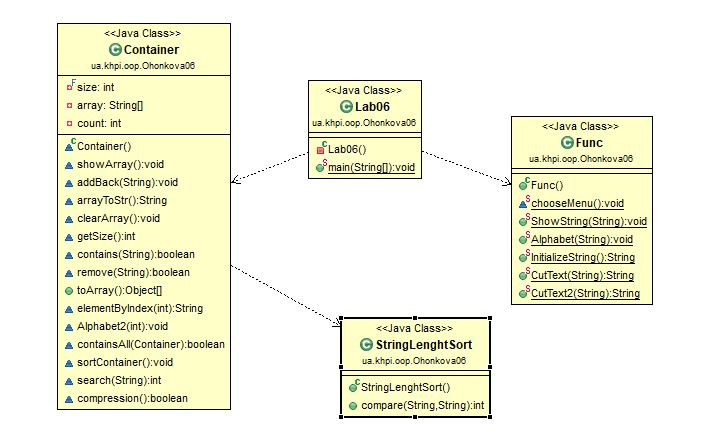 <<Java Class>>
Container
ua.khpi.oop.Ohonkova06
size: int
array: String[]
count: int
Container()
showArray():void
addBack(String):void
arrayToStr():String
clearArray():void
getSize():int
contains(String):boolean
remove(String):boolean
toArray():Object[]
elementByIndex(int):String
Alphabet2(int):void
containsAll(Container):boolean
sortContainer():void
search(String):int
compression():boolean
<<Java Class>>
Lab06
ua.khpi.oop.Ohonkova06
Lab06()
main(String[]):void
<<Java Class>>
Func
ua.khpi.oop.Ohonkova06
Func()
chooseMenu():void
ShowString(String):void
Alphabet(String):void
InitializeString():String
CutText(String):String
CutText2(String):String
<<Java Class>>
StringLenghtSort
ua.khpi.oop.Ohonkova06
StringLenghtSort()
compare(String,String):int